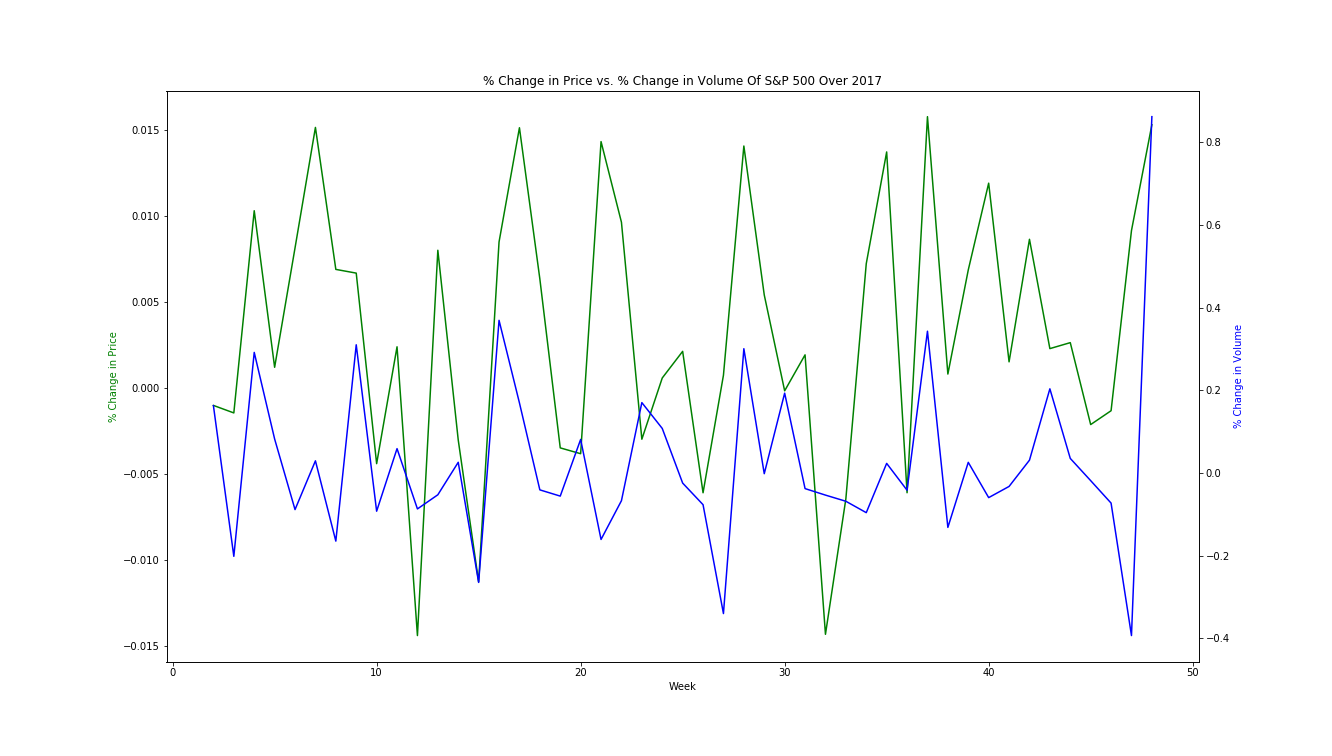 % Change in Price vs. % Change in Volume Of S&P 500 Over 2017
% Change in Price
0.015
0.010
0.005
0.000
−0.005
−0.010
−0.015
0.8
0.6
0.4
0.2
0.0
−0.2
−0.4
% Change in Volume
0 10 20 30 40 50
Week